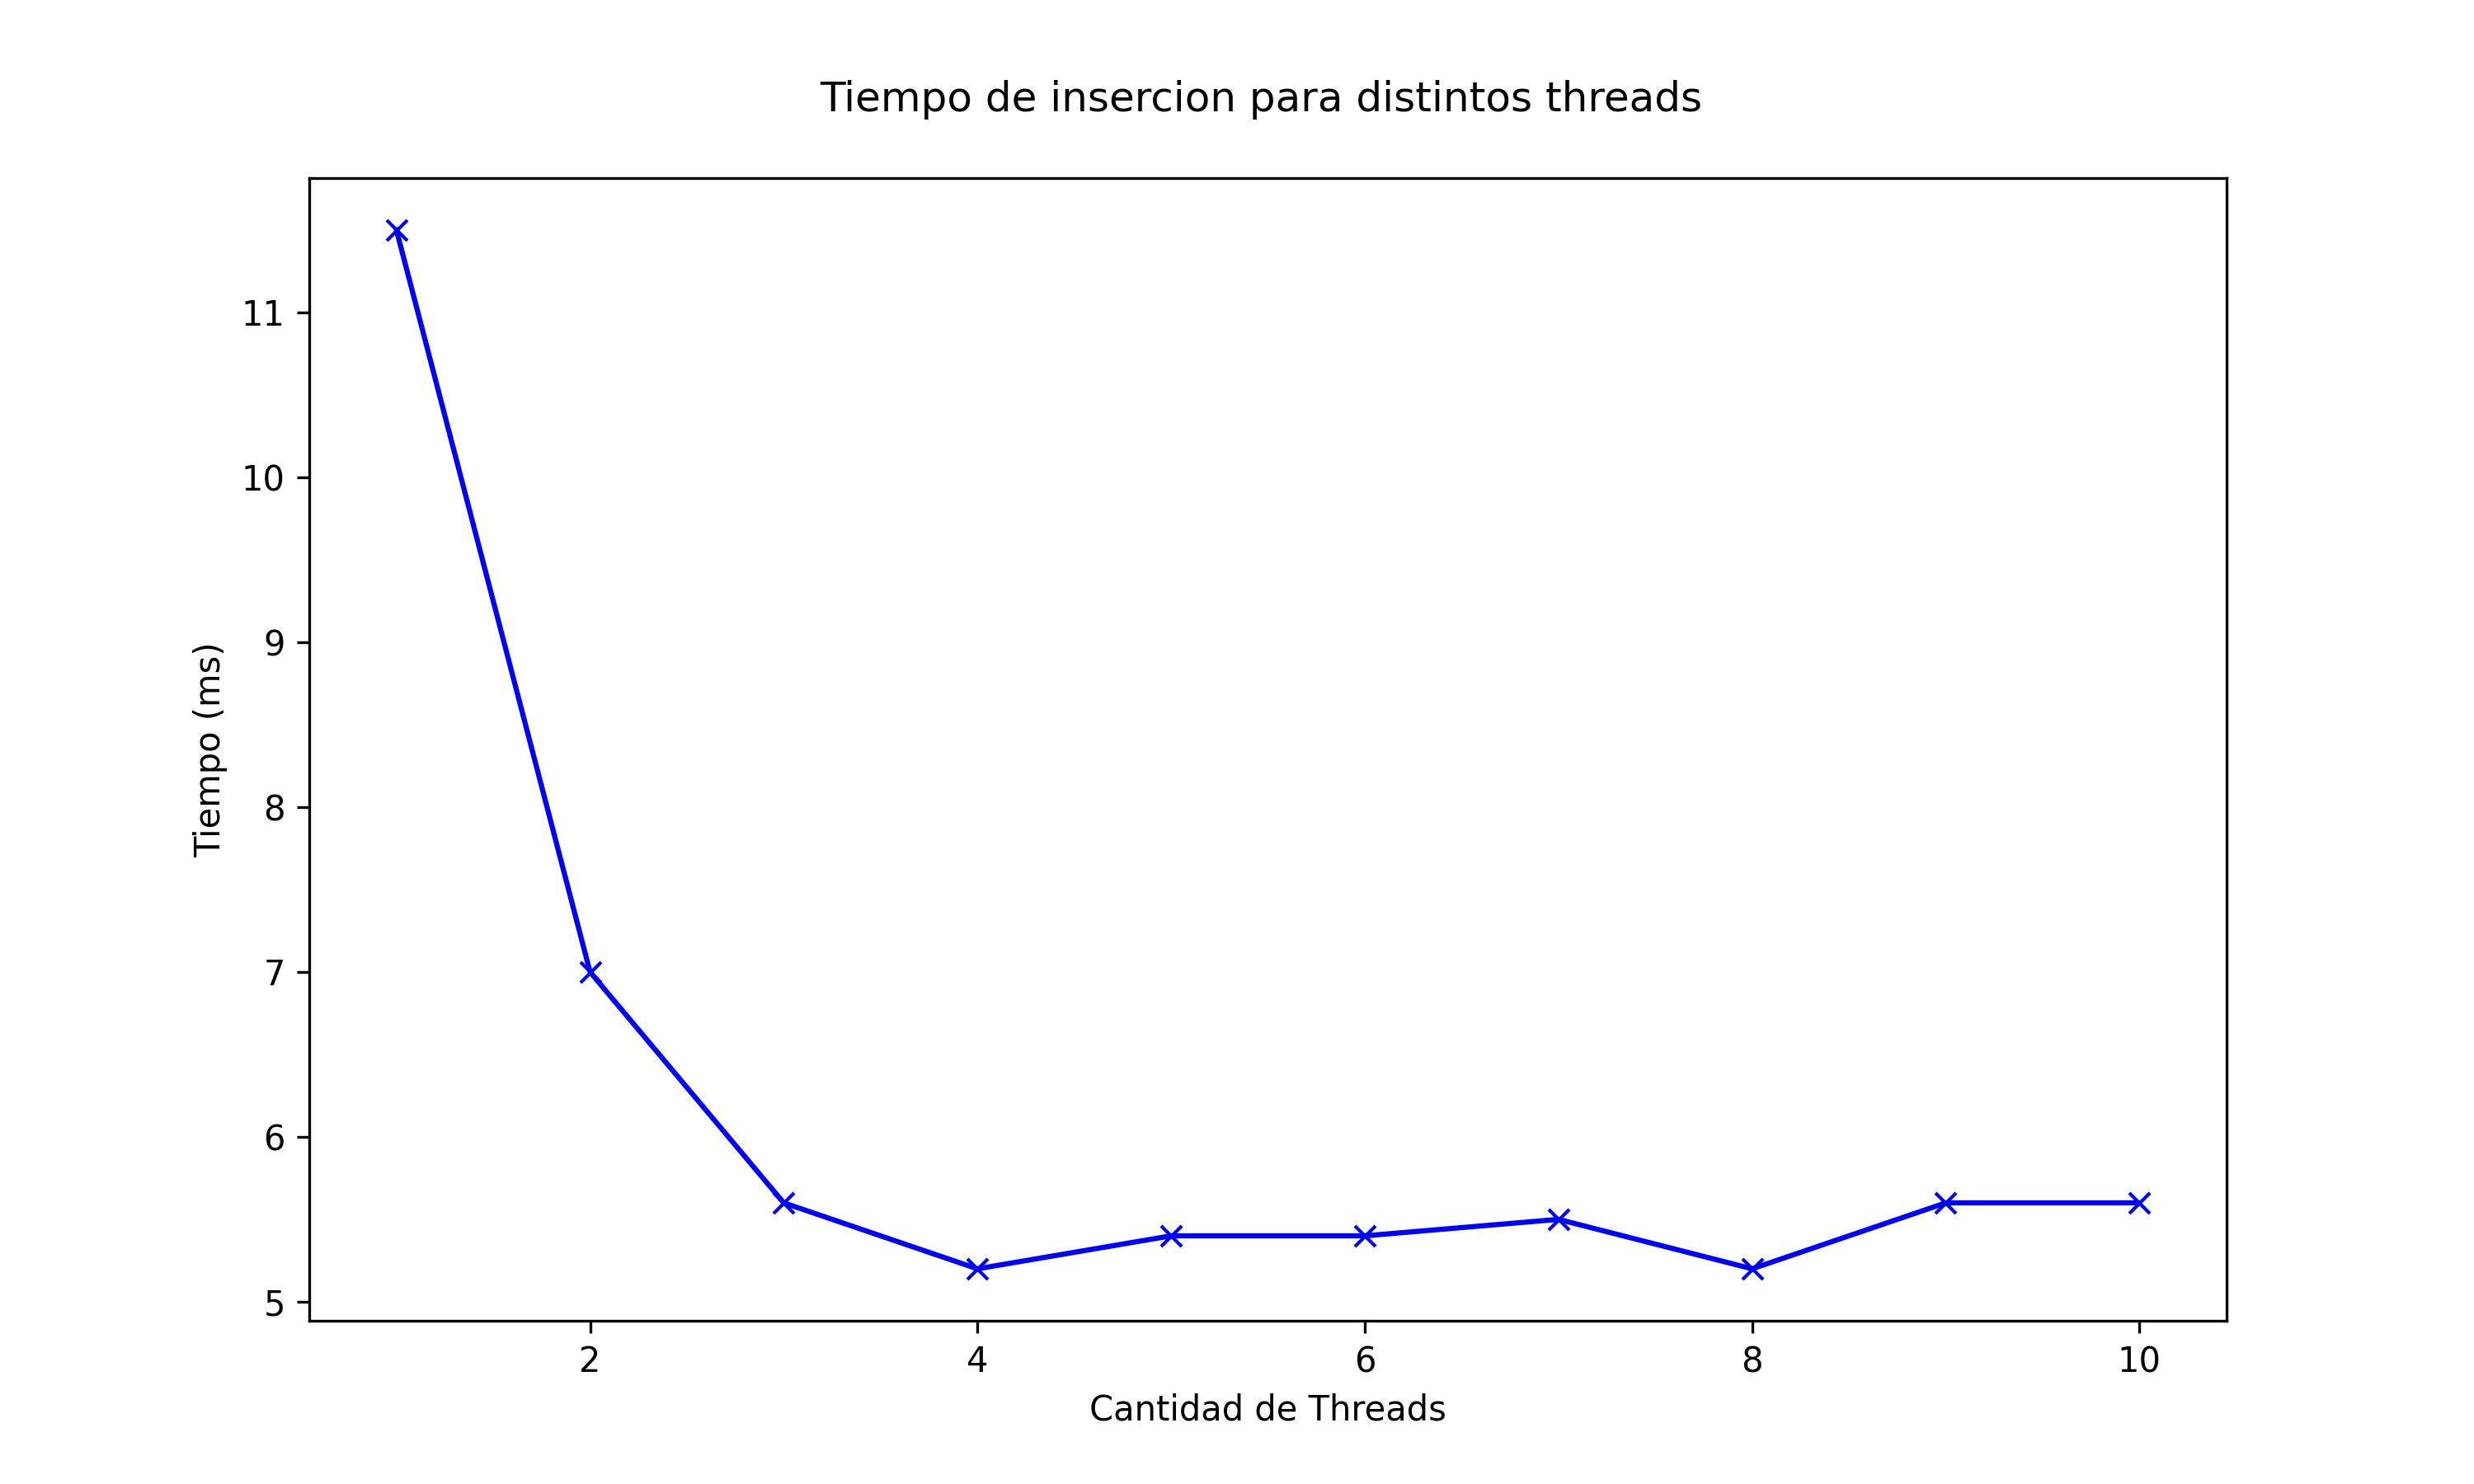 Tiempo de insercion para distintos threads
Tiempo (ms)
11
10
9
8
7
6
5
2 4 6 8 10
Cantidad de Threads